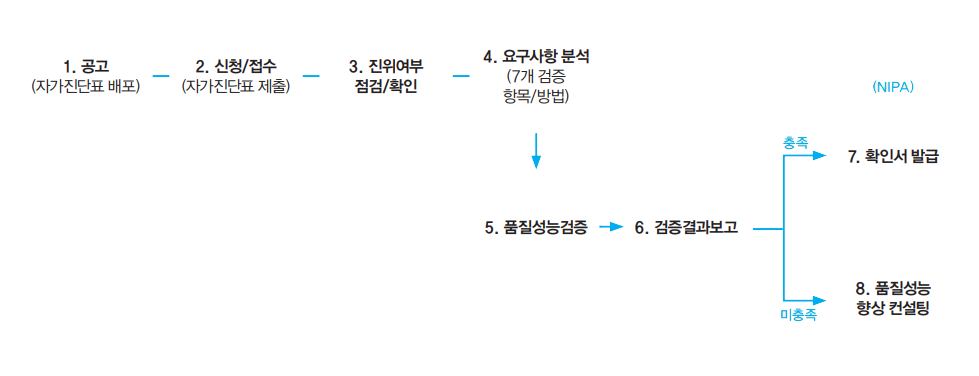 1. 공고
(자가진단표 배포)
2. 신청/접수
(자가진단표 제출)
3. 진위여부
점검/확인
4. 요구사항 분석
(7개 검증
항목/방법)
5. 품질성능검증
6. 검증결과보고
(NIPA)
충족
7. 확인서 발급
미충족
8. 품질성능
향상 컨설팅